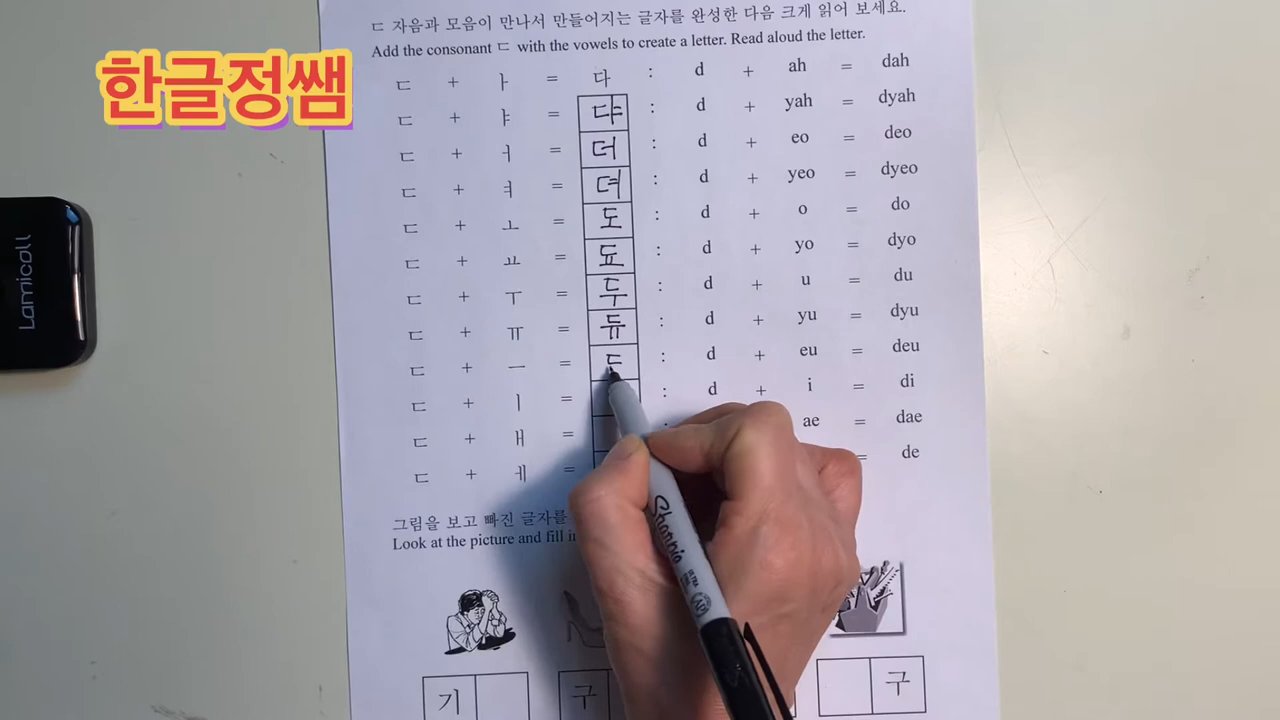 ㄷ 자음과 모음이 만나서 만들어지는 글자를 완성한 다음 크게 읽어 보세요.
Add the consonant ㄷ with the vowels to create a letter. Read aloud the letter.
한글정쌤
ㄷ + ㅏ = 다 : d + ah = dah
ㄷ + ㅑ = 댜 : d + yah = dyah
ㄷ + ㅓ = 더 : d + eo = deo
ㄷ + ㅕ = 뎌 : d + yeo = dyeo
ㄷ + ㅗ = 도 : d + o = do
ㄷ + ㅛ = 됴 : d + yo = dyo
ㄷ + ㅜ = 두 : d + u = du
ㄷ + ㅠ = 듀 : d + yu = dyu
ㄷ + ㅡ = ㄷ : d + eu = deu
ㄷ + ㅣ = : d + i = di
ㄷ + ㅐ = : ae = dae
ㄷ + ㅔ = = de
Lamicall
그림을 보고 빠진 글자를
Look at the picture and fill
Sharpie
기
구
구